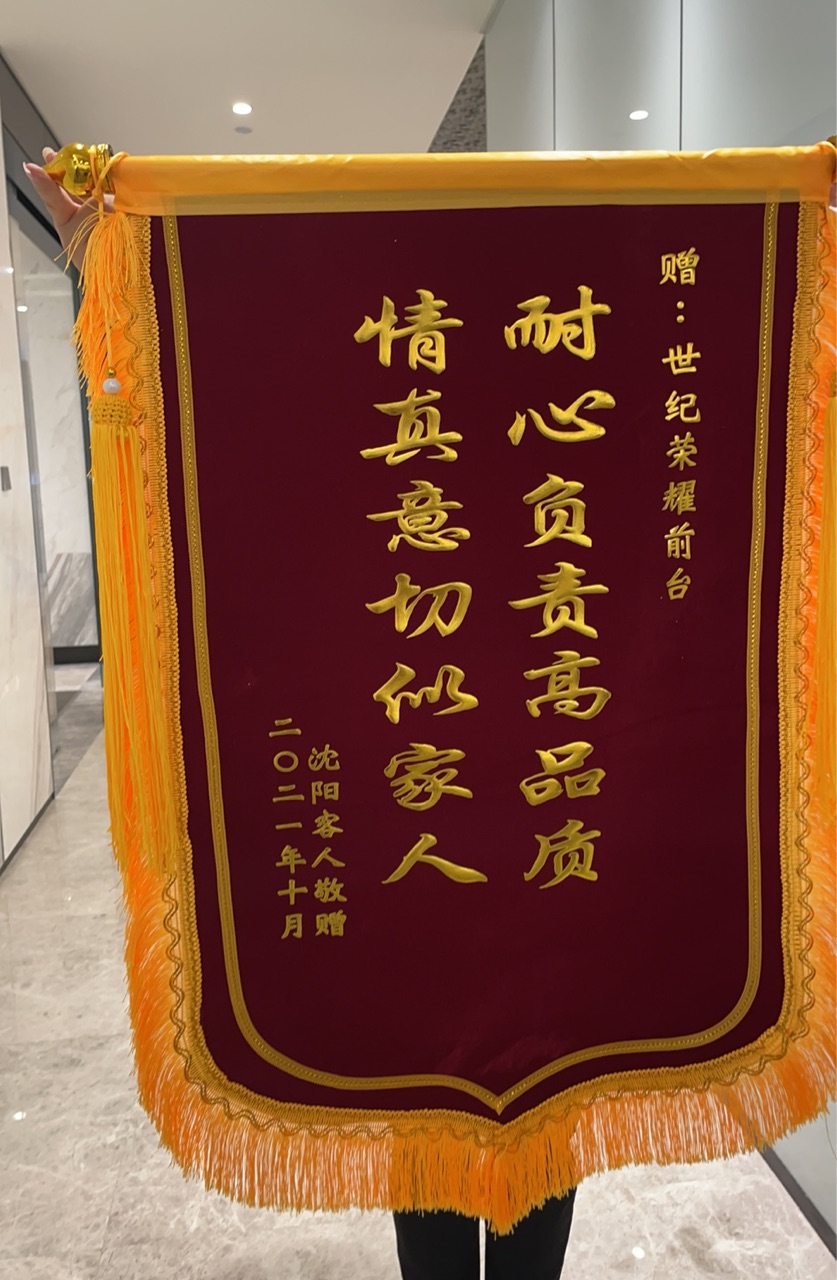 赠：世纪荣耀前台
耐心负责高品质
情真意切似家人
沈阳客人敬赠
二〇二一年十月